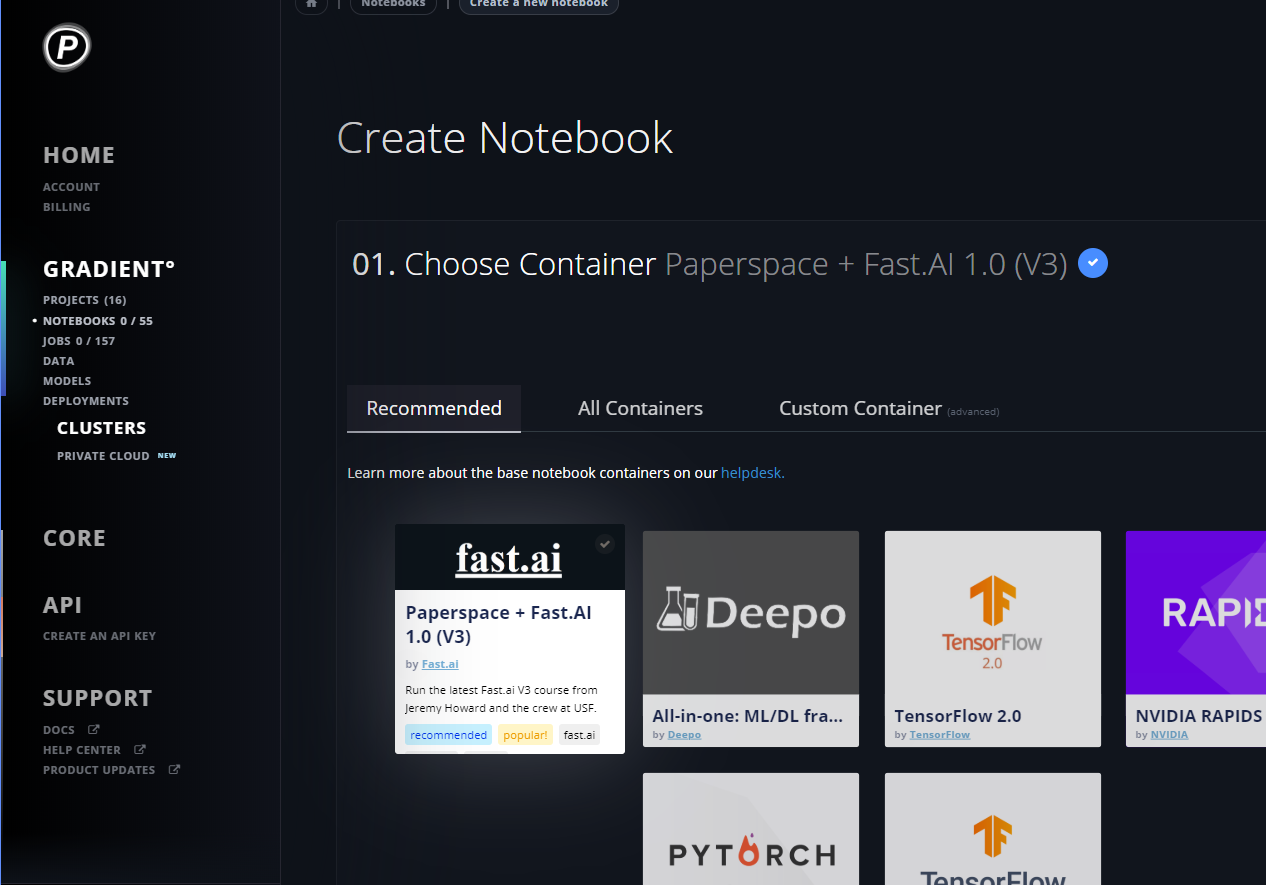 Notebooks
Create a new notebook
P
HOME
ACCOUNT
BILLING
GRADIENT°
PROJECTS (16)
NOTEBOOKS 0 / 55
JOBS 0 / 157
DATA
MODELS
DEPLOYMENTS
CLUSTERS
PRIVATE CLOUD NEW
CORE
API
CREATE AN API KEY
SUPPORT
DOCS
HELP CENTER
PRODUCT UPDATES
Create Notebook
01. Choose Container Paperspace + Fast.AI 1.0 (V3)
Recommended
All Containers
Custom Container (advanced)
Learn more about the base notebook containers on our helpdesk.
fast.ai
Paperspace + Fast.AI
1.0 (V3)
by Fast.ai
Run the latest Fast.ai V3 course from
Jeremy Howard and the crew at USF.
recommended popular! fast.ai
Deepo
All-in-one: ML/DL fra...
by Deepo
TensorFlow
2.0
TensorFlow 2.0
by TensorFlow
RAPID
NVIDIA RAPIDS
by NVIDIA
PYTORCH
TensorFlow